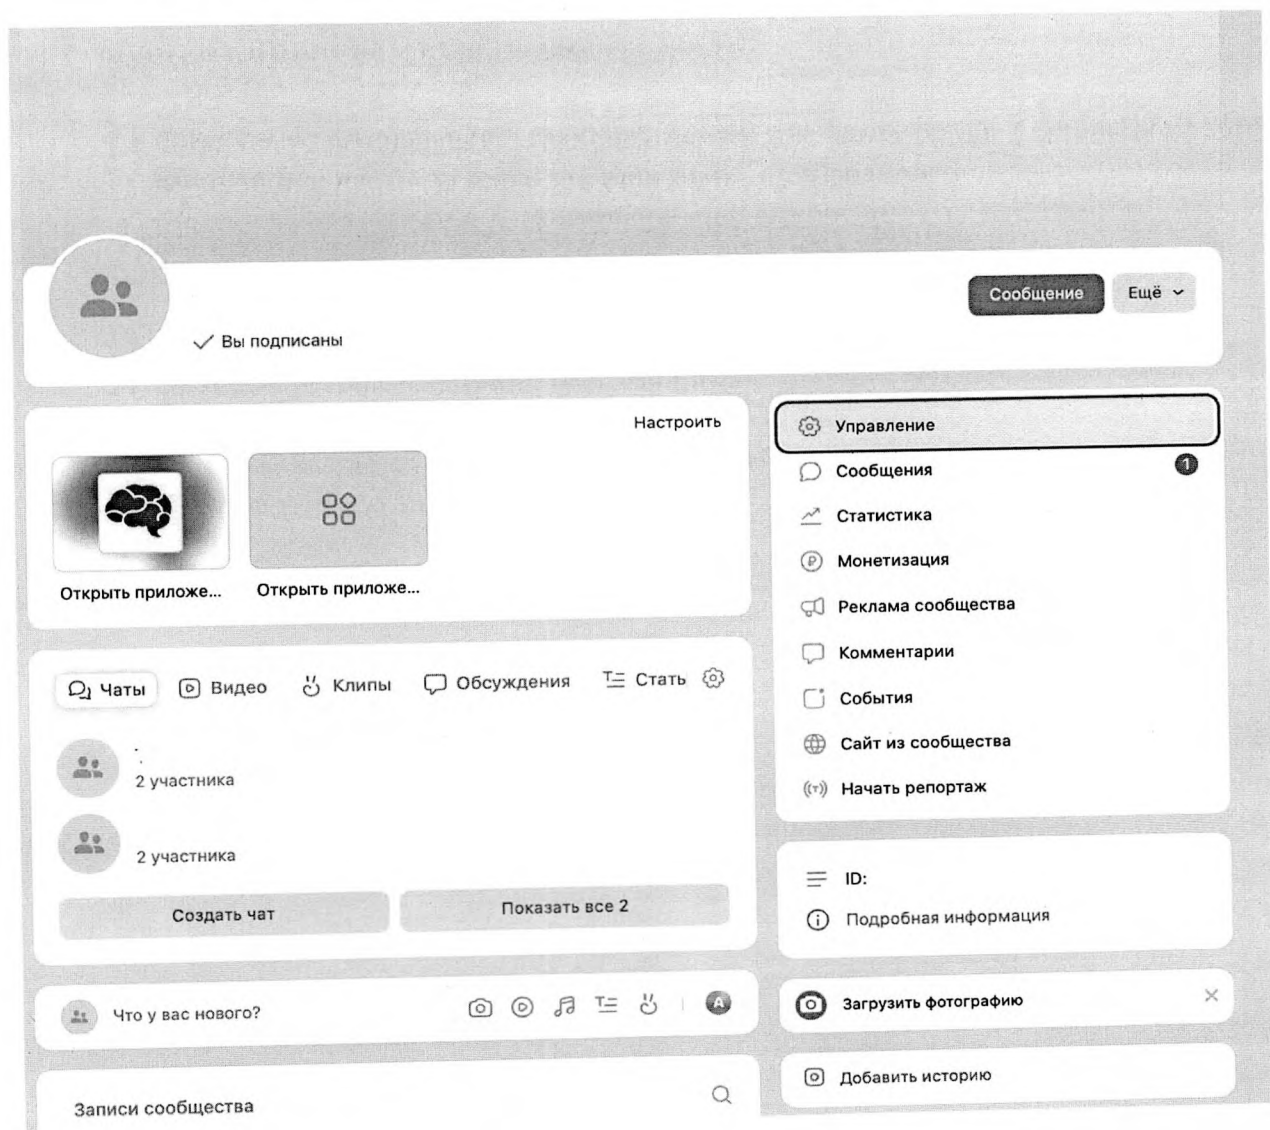 Сообщение
Ещё
Вы подписаны
Настроить
Открыть приложе...
Открыть приложе...
Чаты
Видео
Клипы
Обсуждения
Стать
2 участника
2 участника
Создать чат
Показать все 2
Что у вас нового?
A
Записи сообщества
Управление
Сообщения
1
Статистика
Монетизация
Реклама сообщества
Комментарии
События
Сайт из сообщества
Начать репортаж
ID:
Подробная информация
Загрузить фотографию
Добавить историю